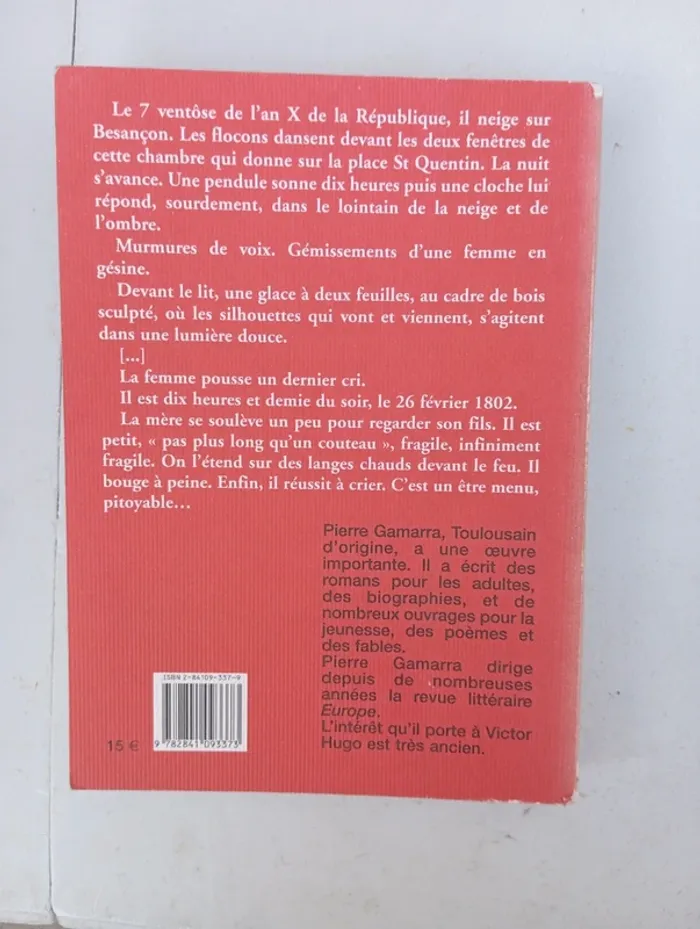 Le 7 ventôse de l'an X de la République, il neige sur
Besançon. Les flocons dansent devant les deux fenêtres de
cette chambre qui donne sur la place St Quentin. La nuit
s'avance. Une pendule sonne dix heures puis une cloche lui
répond, sourdement, dans le lointain de la neige et de
l'ombre.
Murmures de voix. Gémissements d'une femme en
gésine.
Devant le lit, une glace à deux feuilles, au cadre de bois
sculpté, où les silhouettes qui vont et viennent, s'agitent
dans une lumière douce.
[...]
La femme pousse un dernier cri.
Il est dix heures et demie du soir, le 26 février 1802.
La mère se soulève un peu pour regarder son fils. Il est
petit, « pas plus long qu'un couteau », fragile, infiniment
fragile. On l'étend sur des langes chauds devant le feu. Il
bouge à peine. Enfin, il réussit à crier. C'est un être menu,
pitoyable...
Pierre Gamarra, Toulousain
d'origine, a une œuvre
importante. Il a écrit des
romans pour les adultes,
des biographies, et de
nombreux ouvrages pour la
jeunesse, des poèmes et
des fables.
Pierre Gamarra dirige
depuis de nombreuses
années la revue littéraire
Europe.
L'intérêt qu'il porte à Victor
Hugo est très ancien.
ISBN 2-84109-337-9
9 782841 093373
15 €